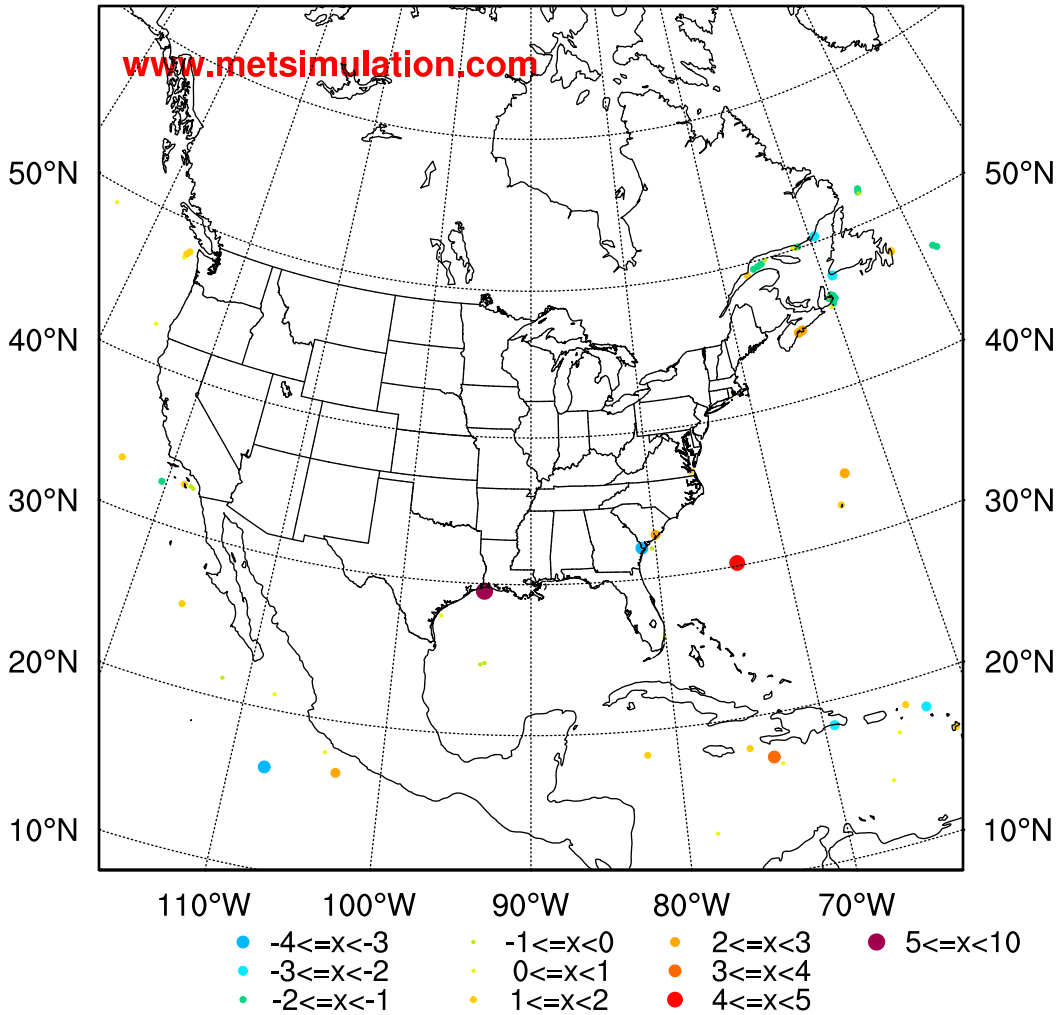 www.metsimulation.com
50°N 50°N
40°N 40°N
30°N 30°N
20°N 20°N
10°N 10°N
110°W 100°W 90°W 80°W 70°W
-4<=x<-3 -1<=x<0 2<=x<3 5<=x<10
-3<=x<-2 0<=x<1 3<=x<4
-2<=x<-1 1<=x<2 4<=x<5